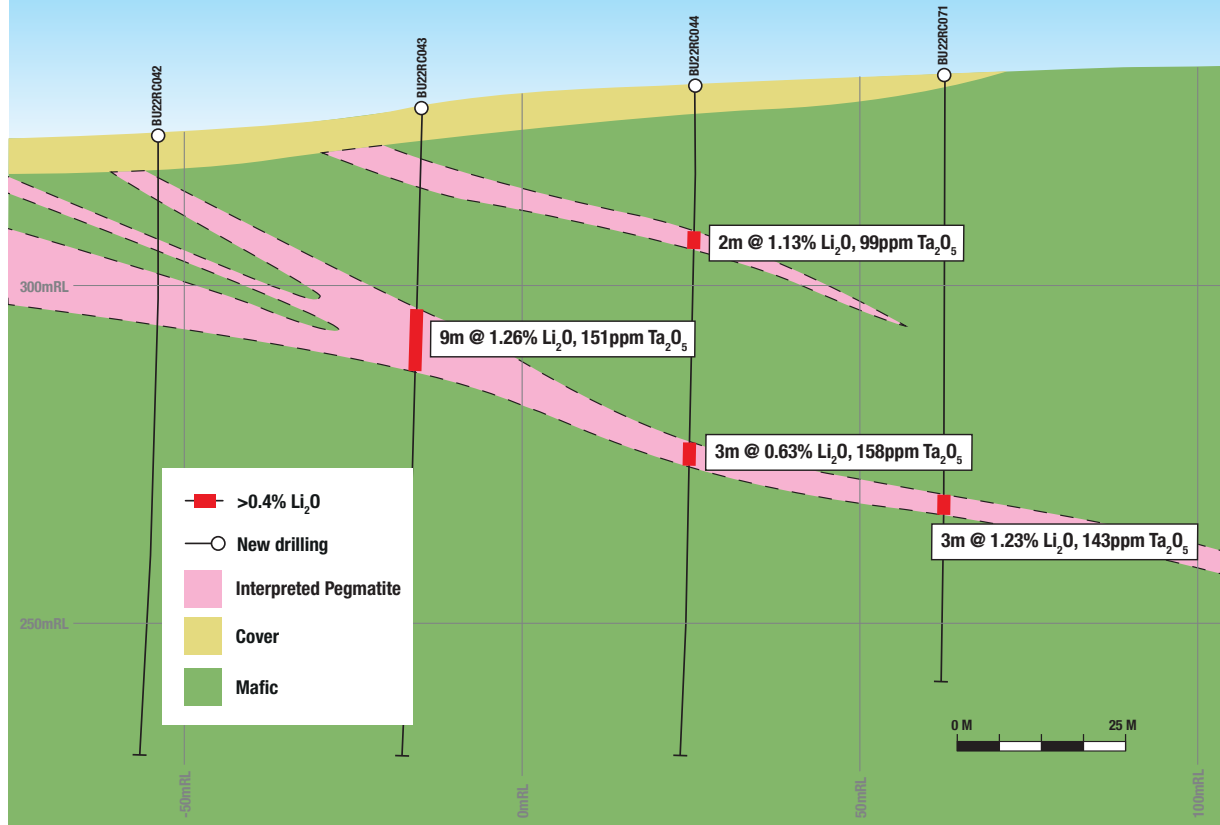 BU22RC042
BU22RC043
BU22RC044
BU22RC071
2m @ 1.13% Li₂O, 99ppm Ta₂O₅
300mRL
9m @ 1.26% Li₂O, 151ppm Ta₂O₅
3m @ 0.63% Li₂O, 158ppm Ta₂O₅
3m @ 1.23% Li₂O, 143ppm Ta₂O₅
>0.4% Li₂O
New drilling
Interpreted Pegmatite
Cover
Mafic
250mRL
0 M 25 M
-50mRL
0mRL
50mRL
100mRL